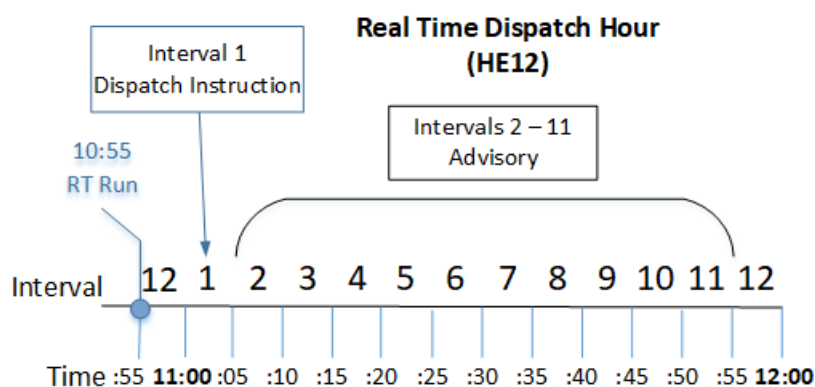 Real Time Dispatch Hour
(HE12)
Interval 1
Dispatch Instruction
Intervals 2 – 11
Advisory
10:55
RT Run
Interval 12 1 2 3 4 5 6 7 8 9 10 11 12
Time :55 11:00 :05 :10 :15 :20 :25 :30 :35 :40 :45 :50 :55 12:00